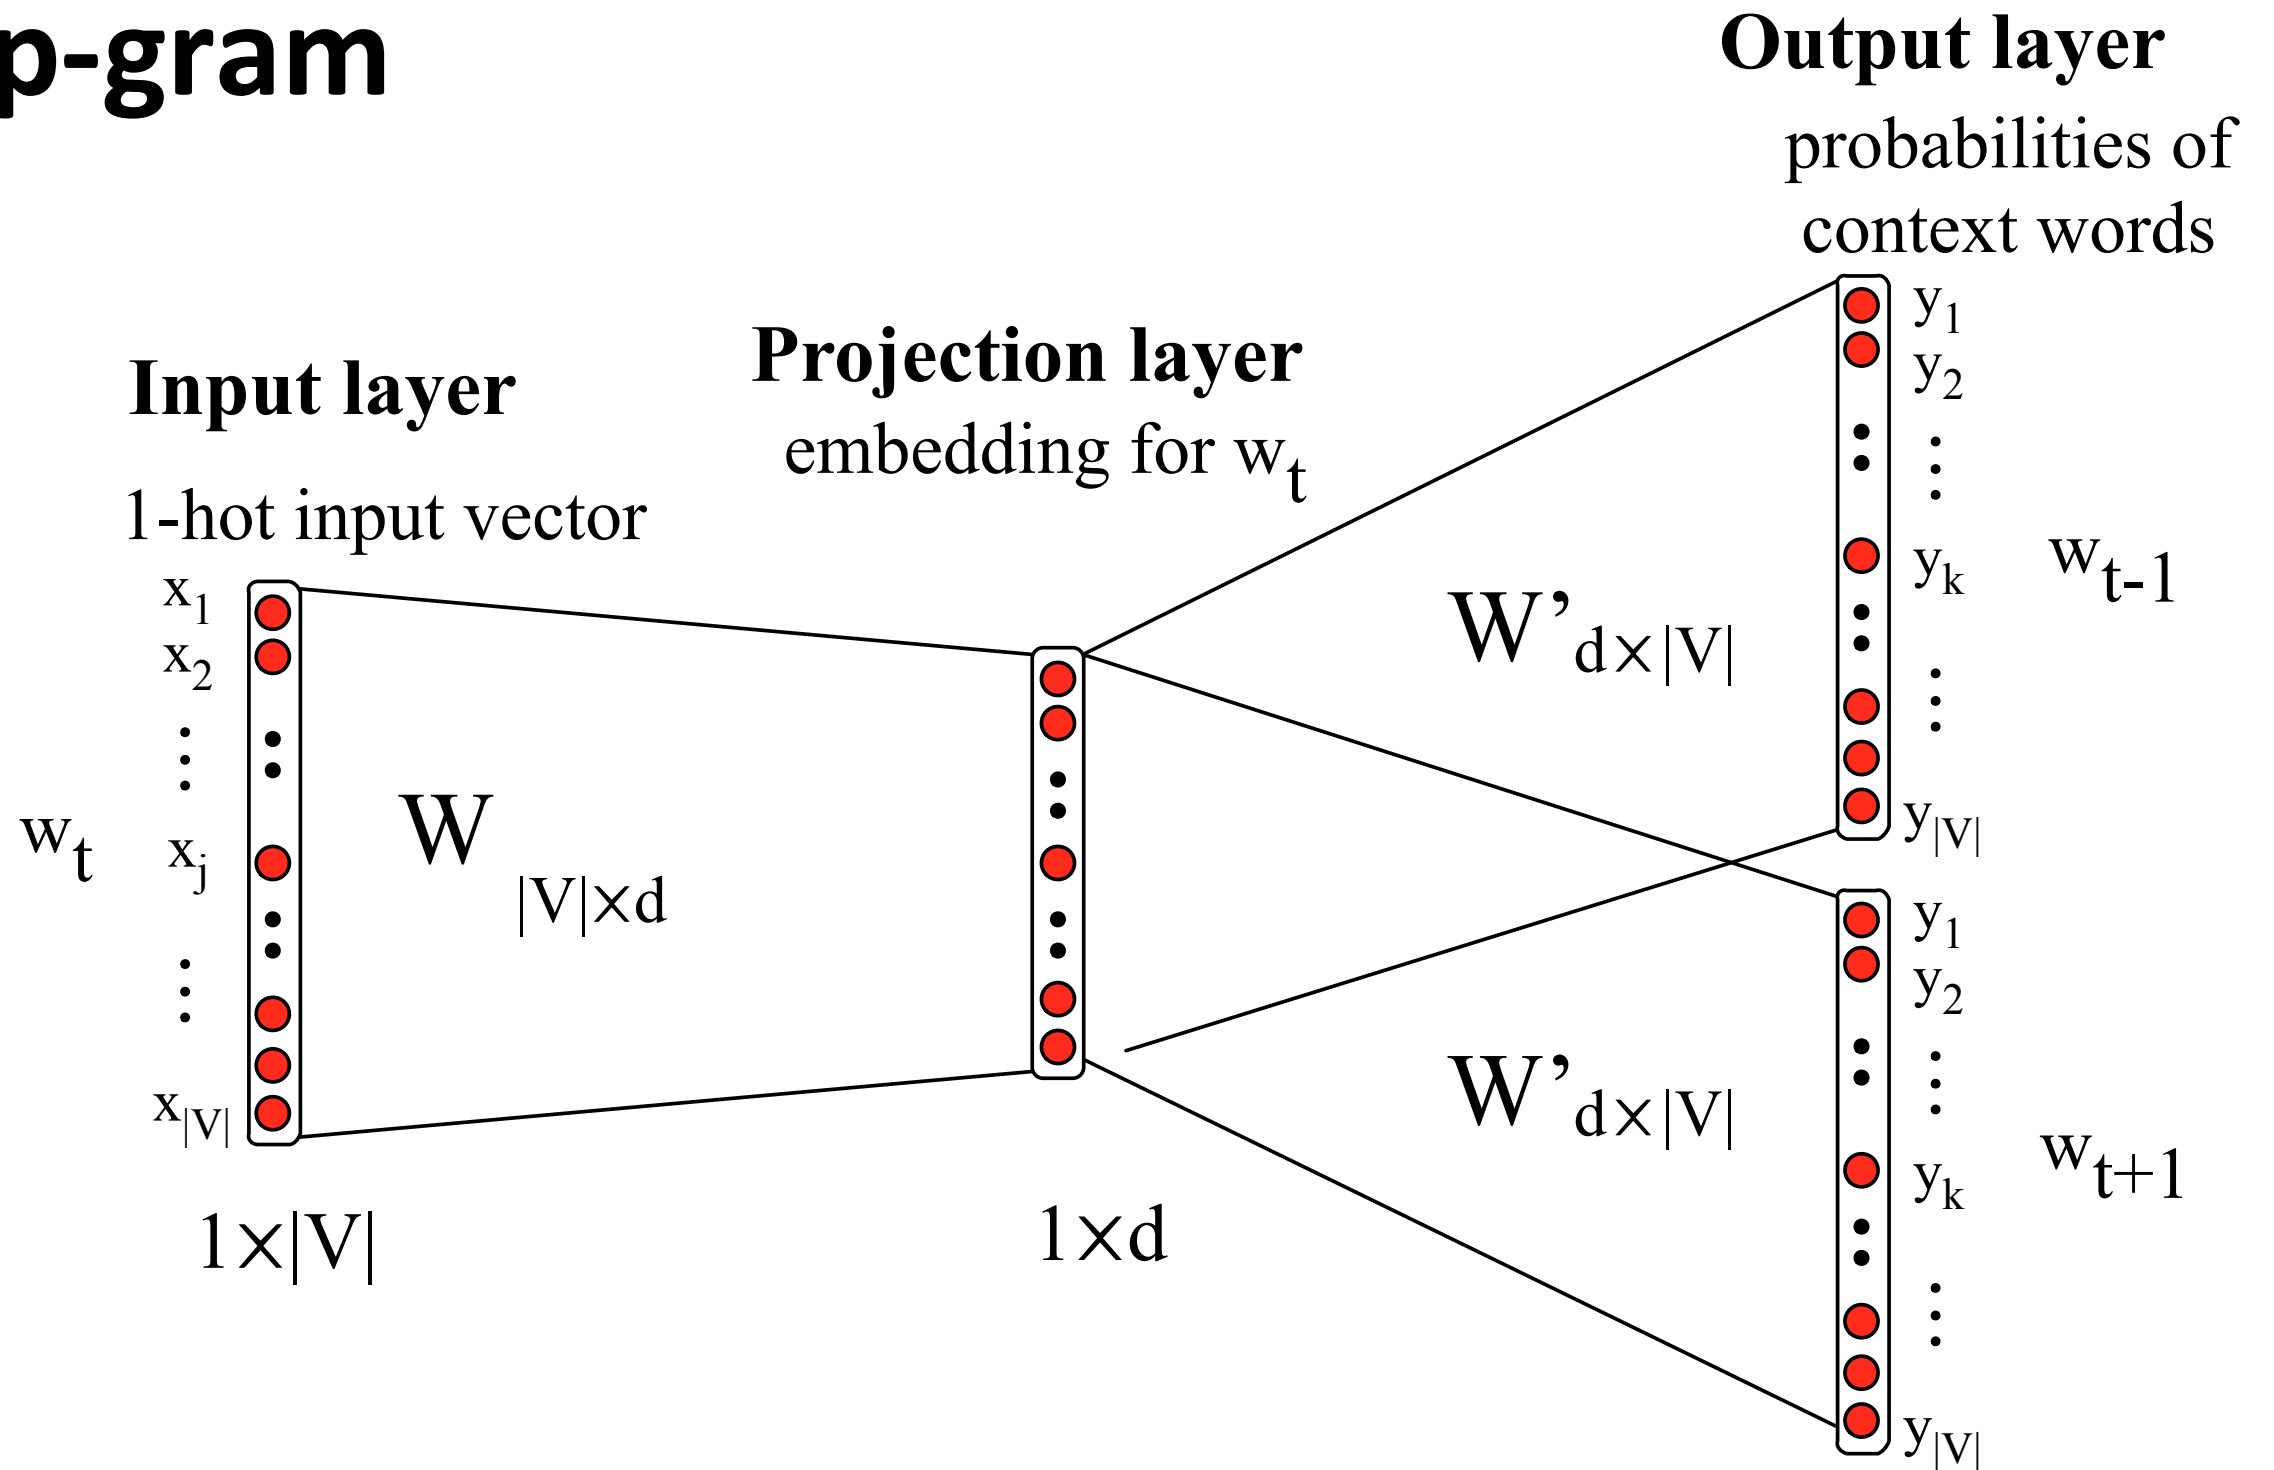 p-gram
Output layer
probabilities of
context words
Projection layer
embedding for wt
Input layer
1-hot input vector
x1
x2
⋮
wt
xj
⋮
x|V|
W|V|×d
1×|V|
1×d
W’d×|V|
W’d×|V|
y1
y2
⋮
yk
⋮
y|V|
wt-1
y1
y2
⋮
yk
⋮
y|V|
wt+1